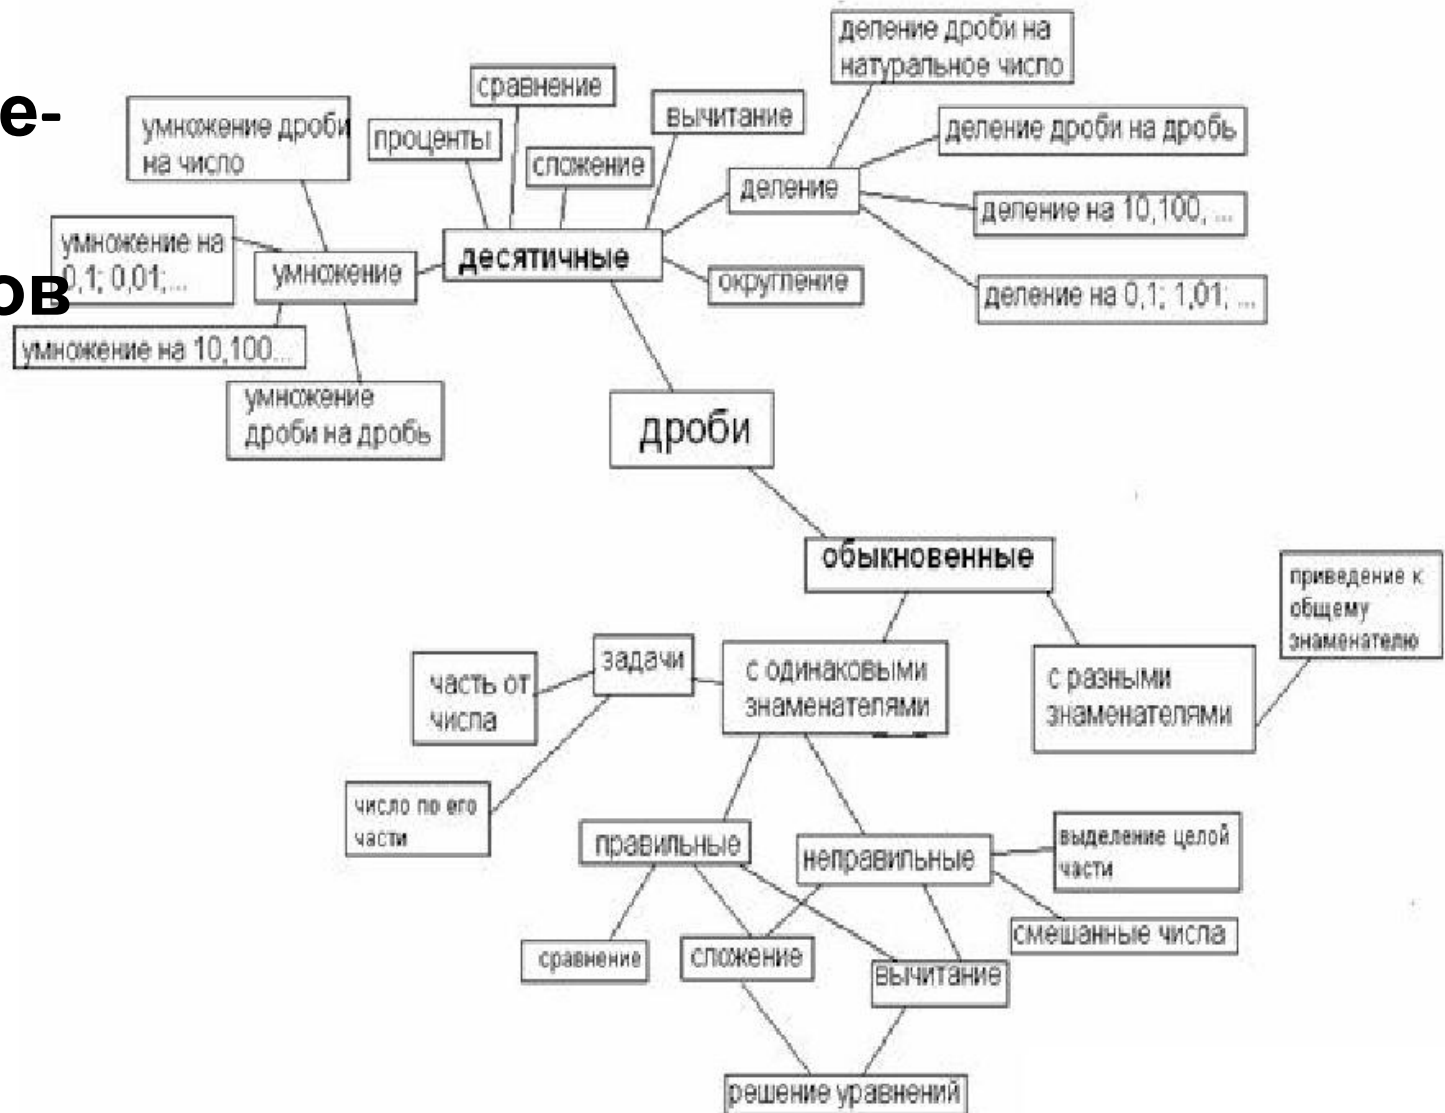 деление дроби на
натуральное число
сравнение
е-
умножение дроби
на число
проценты
вычитание
деление дроби на дробь
сложение
деление
деление на 10,100, ...
умножение на
0,1; 0,01;...
десятичные
умножение
округление
деление на 0,1; 1,01; ...
ов
умножение на 10,100...
умножение
дроби на дробь
дроби
обыкновенные
приведение к
общему
знаменателю
задачи
с одинаковыми
знаменателями
с разными
знаменателями
часть от
числа
число по его
части
правильные
неправильные
выделение целой
части
смешанные числа
сравнение
сложение
вычитание
решение уравнений